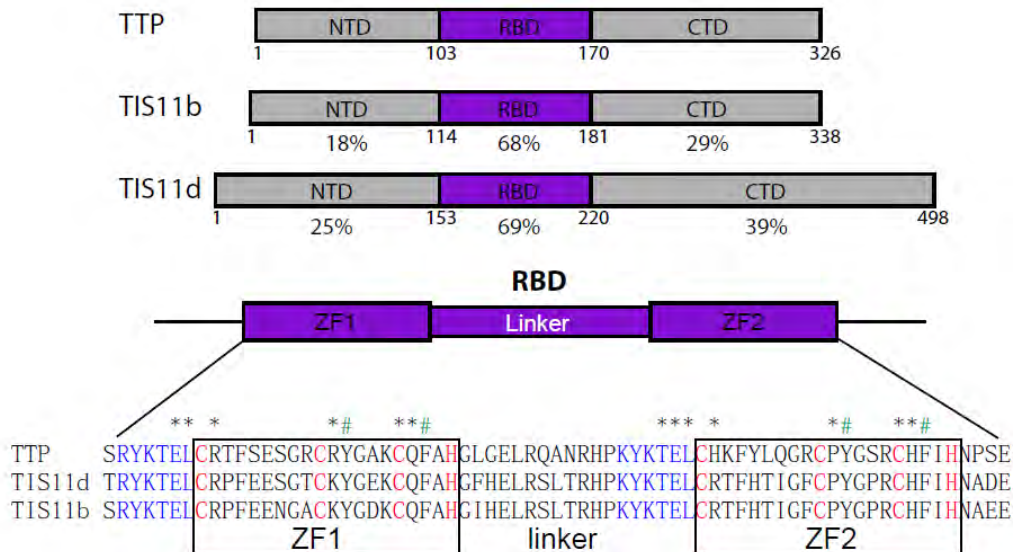 TTP NTD RBD CTD
1 103 170 326
TIS11b NTD RBD CTD
1 114 181 338
18% 68% 29%
TIS11d NTD RBD CTD
1 153 220 498
25% 69% 39%
RBD
ZF1 Linker ZF2
** * *# **# *** * *# **#
TTP SRYKTELCRTFSESGRCRYGAKCQFAHGLGELRQANRHPKYKTELCHKFYLQGRCPYGSRCHFIHNPSE
TIS11d TRYKTELCRPFEESGTCKYGEKCQFAHGFHELRSLTRHPKYKTELCRTFHTIGFCPYGPRCHFIHNADE
TIS11b SRYKTELCRPFEENGACKYGDKCQFAHGIHELRSLTRHPKYKTELCRTFHTIGFCPYGPRCHFIHNAEE
ZF1 linker ZF2